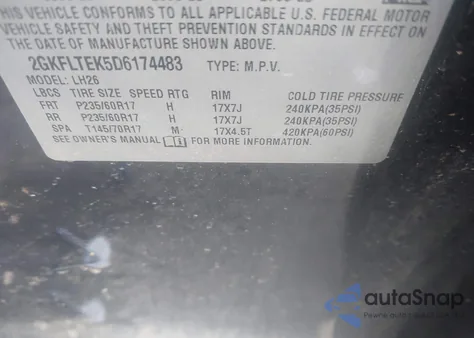 THIS VEHICLE CONFORMS TO ALL APPLICABLE U.S. FEDERAL MOTOR
VEHICLE SAFETY AND THEFT PREVENTION STANDARDS IN EFFECT ON
THE DATE OF MANUFACTURE SHOWN ABOVE.
2GKFLTEK5D6174483 TYPE: M.P.V.
MODEL: LH26
LBCS TIRE SIZE SPEED RTG RIM COLD TIRE PRESSURE
FRT P235/60R17 H 17X7J 240KPA(35PSI)
RR P235/60R17 H 17X7J 240KPA(35PSI)
SPA T145/70R17 M 17X4.5T 420KPA(60PSI)
SEE OWNER'S MANUAL FOR MORE INFORMATION
autoSnap